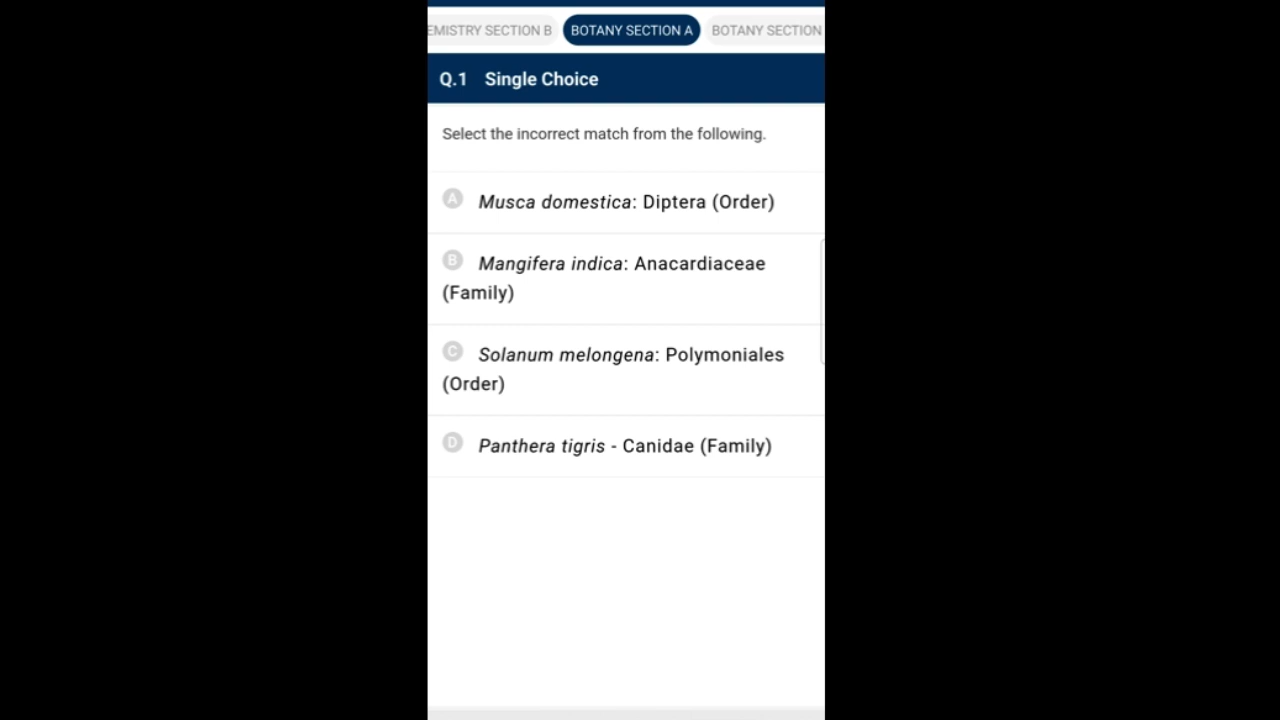 EMISTRY SECTION B BOTANY SECTION A BOTANY SECTION
Q.1 Single Choice
Select the incorrect match from the following.
A Musca domestica: Diptera (Order)
B Mangifera indica: Anacardiaceae
(Family)
C Solanum melongena: Polymoniales
(Order)
D Panthera tigris - Canidae (Family)